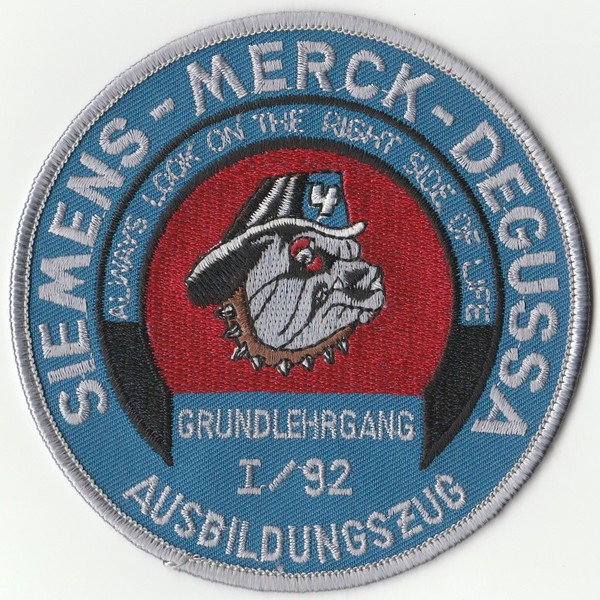 SIEMENS - MERCK - DEGUSSA
ALWAYS LOOK ON THE RIGHT SIDE OF LIFE
4
GRUNDLEHRGANG
I/92
AUSBILDUNGSZUG